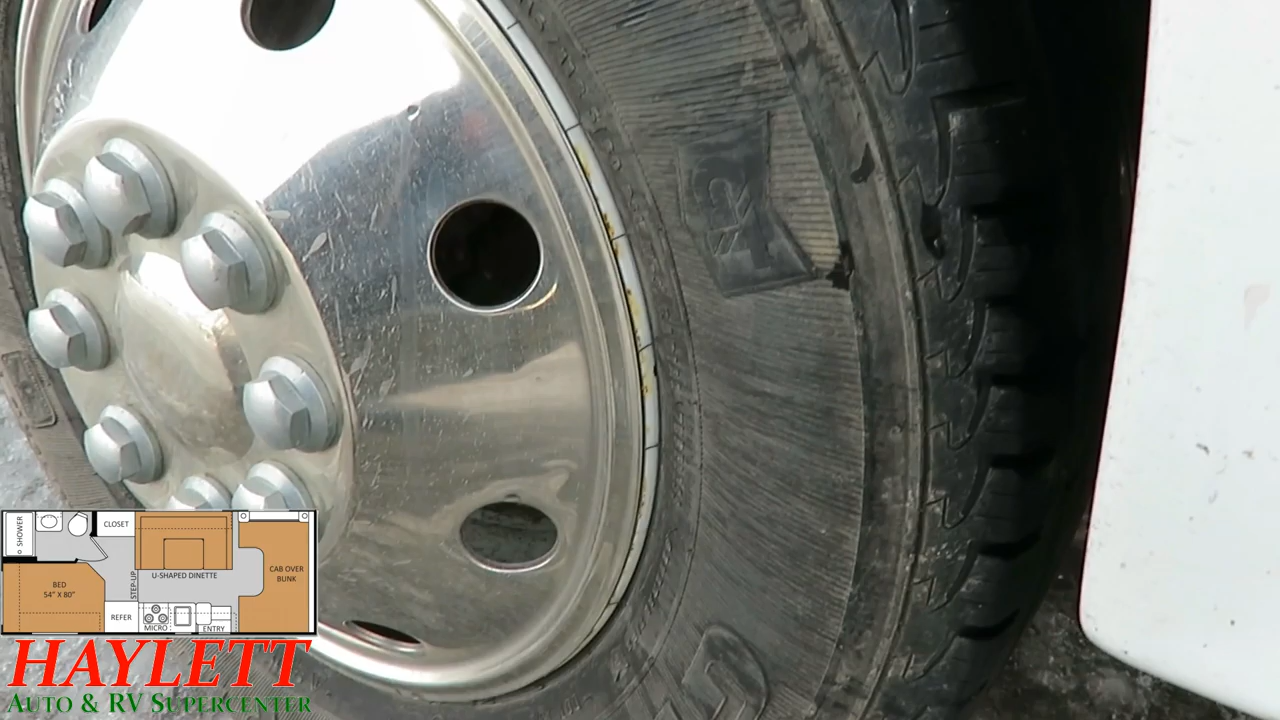 SHOWER
CLOSET
U-SHAPED DINETTE
CAB OVER
BUNK
BED
54" X 80"
STEP-UP
REFER
MICRO
ENTRY
HAYLETT
AUTO & RV SUPERCENTER